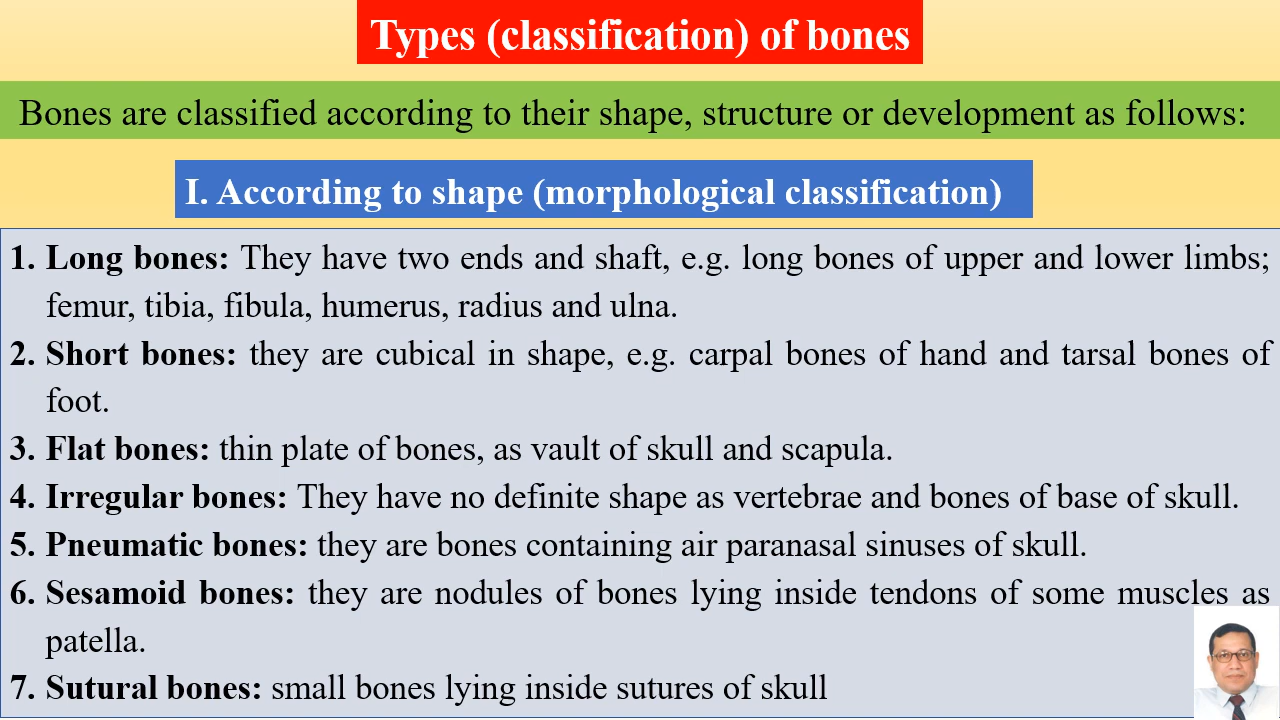 Types (classification) of bones
Bones are classified according to their shape, structure or development as follows:
I. According to shape (morphological classification)
1. Long bones: They have two ends and shaft, e.g. long bones of upper and lower limbs;
femur, tibia, fibula, humerus, radius and ulna.
2. Short bones: they are cubical in shape, e.g. carpal bones of hand and tarsal bones of
foot.
3. Flat bones: thin plate of bones, as vault of skull and scapula.
4. Irregular bones: They have no definite shape as vertebrae and bones of base of skull.
5. Pneumatic bones: they are bones containing air paranasal sinuses of skull.
6. Sesamoid bones: they are nodules of bones lying inside tendons of some muscles as
patella.
7. Sutural bones: small bones lying inside sutures of skull